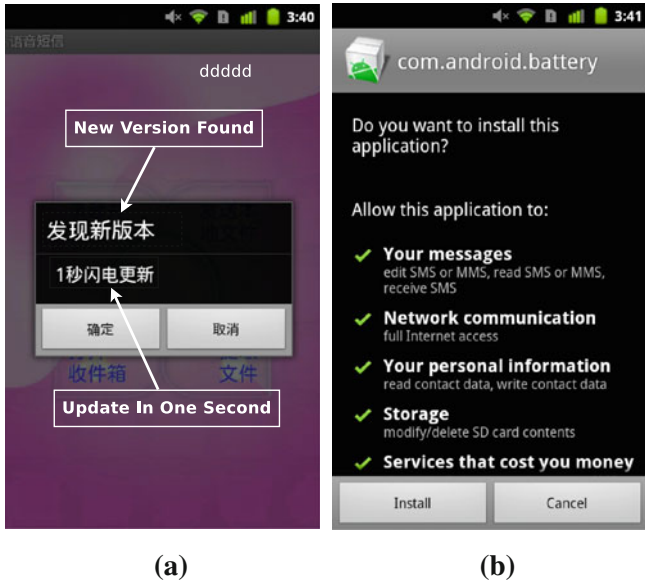 3:40
语音短信
ddddd
New Version Found
发现新版本
1秒闪电更新
确定
取消
收件箱
文件
Update In One Second
(a)
3:41
com.android.battery
Do you want to install this
application?
Allow this application to:
Your messages
edit SMS or MMS, read SMS or MMS,
receive SMS
Network communication
full Internet access
Your personal information
read contact data, write contact data
Storage
modify/delete SD card contents
Services that cost you money
Install
Cancel
(b)